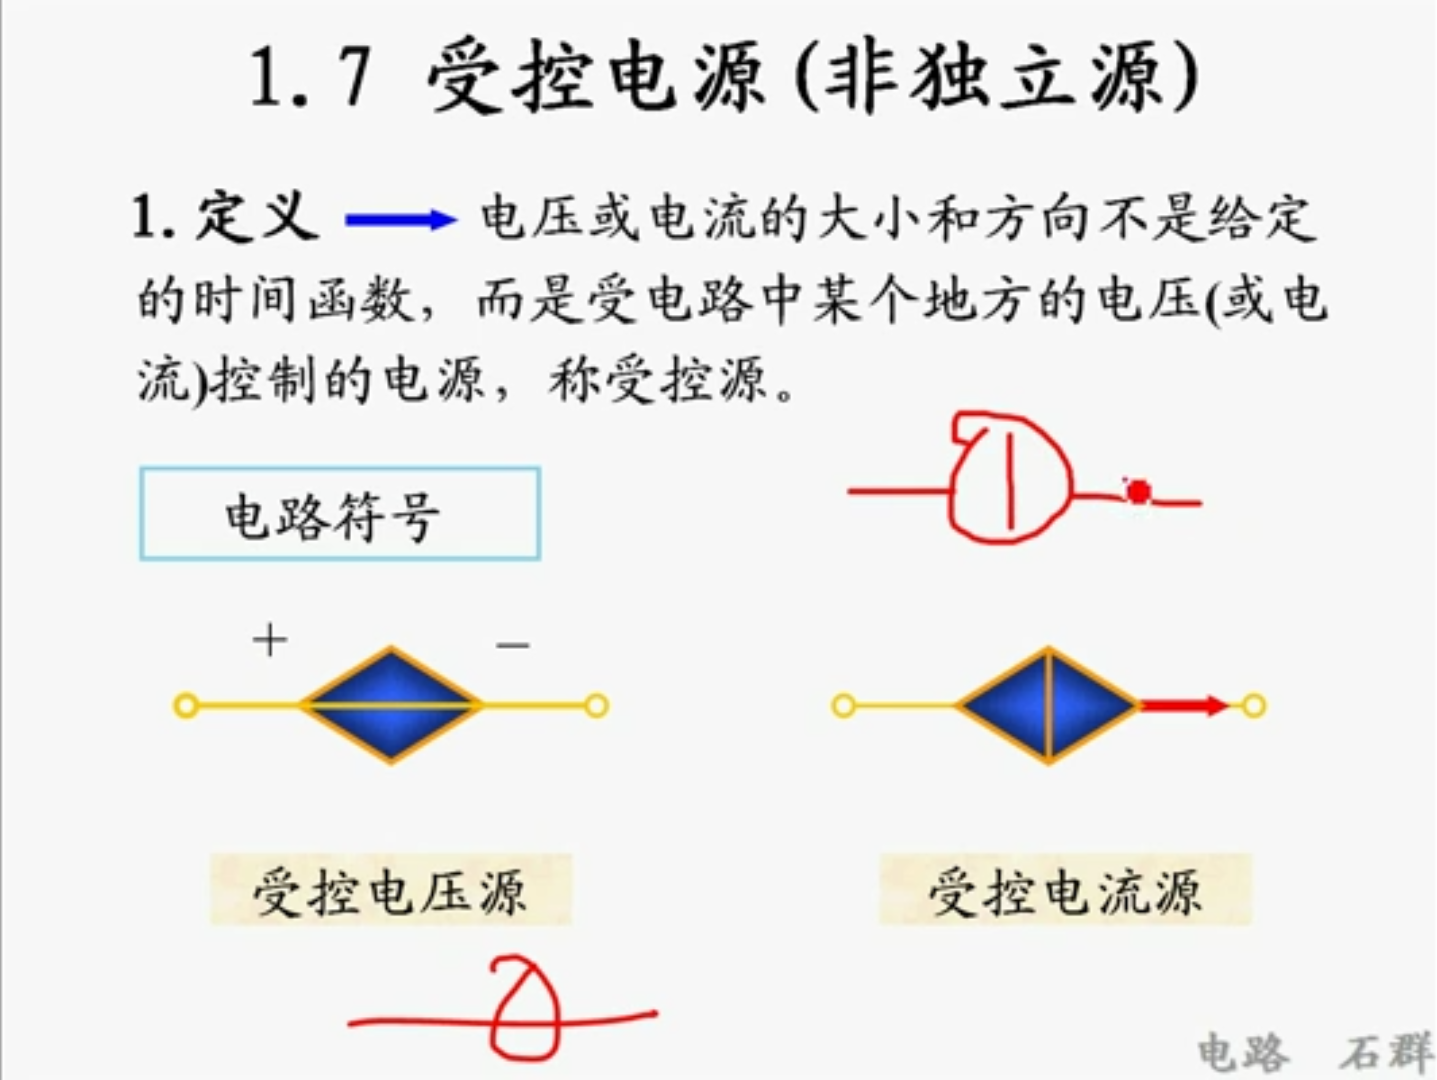 1.7 受控电源(非独立源)
1. 定义 电压或电流的大小和方向不是给定
的时间函数，而是受电路中某个地方的电压(或电
流)控制的电源，称受控源。
电路符号
+ −
受控电压源 受控电流源
电路 石群